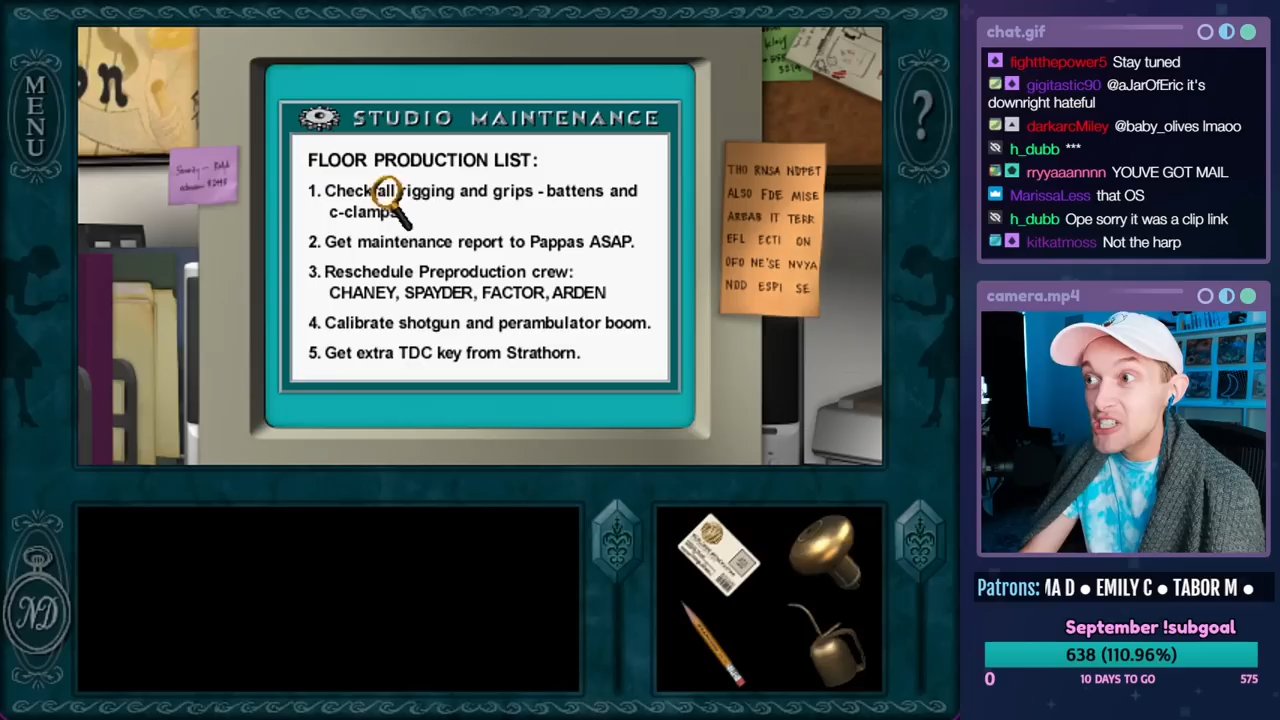 MENU
?
STUDIO MAINTENANCE
FLOOR PRODUCTION LIST:
1. Check all rigging and grips - battens and
c-clamps
2. Get maintenance report to Pappas ASAP.
3. Reschedule Preproduction crew:
CHANEY, SPAYDER, FACTOR, ARDEN
4. Calibrate shotgun and perambulator boom.
5. Get extra TDC key from Strathorn.
THO RNSA NDPET
ALSO FDE MISE
AREAB IT TERR
EFL ECTI ON
OFO NE'SE NVYA
NDD ESPI SE
ND
chat.gif
fightthepower5 Stay tuned
gigitastic90 @aJarOfEric it's
downright hateful
darkarcMiley @baby_olives lmaoo
h_dubb ***
rryyaannnn YOUVE GOT MAIL
MarissaLess that OS
h_dubb Ope sorry it was a clip link
kitkatmoss Not the harp
camera.mp4
Patrons: MA D ● EMILY C ● TABOR M ●
September !subgoal
638 (110.96%)
0 10 DAYS TO GO 575